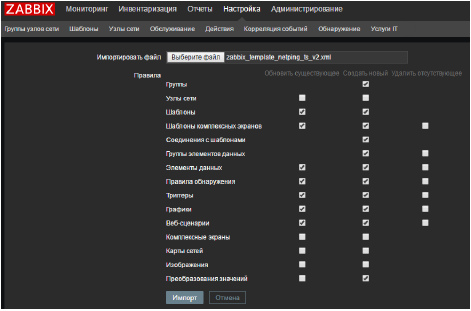 ZABBIX Мониторинг Инвентаризация Отчеты Настройка Администрирование
Группы узлов сети Шаблоны Узлы сети Обслуживание Действия Корреляция событий Обнаружение Услуги IT
Импортировать файл Выберите файл zabbix_template_netping_ts_v2.xml
Правила Обновить существующее Создать новый Удалить отсутствующее
Группы
Узлы сети
Шаблоны
Шаблоны комплексных экранов
Соединения с шаблонами
Группы элементов данных
Элементы данных
Правила обнаружения
Триггеры
Графики
Веб-сценарии
Комплексные экраны
Карты сетей
Изображения
Преобразования значений
Импорт Отмена